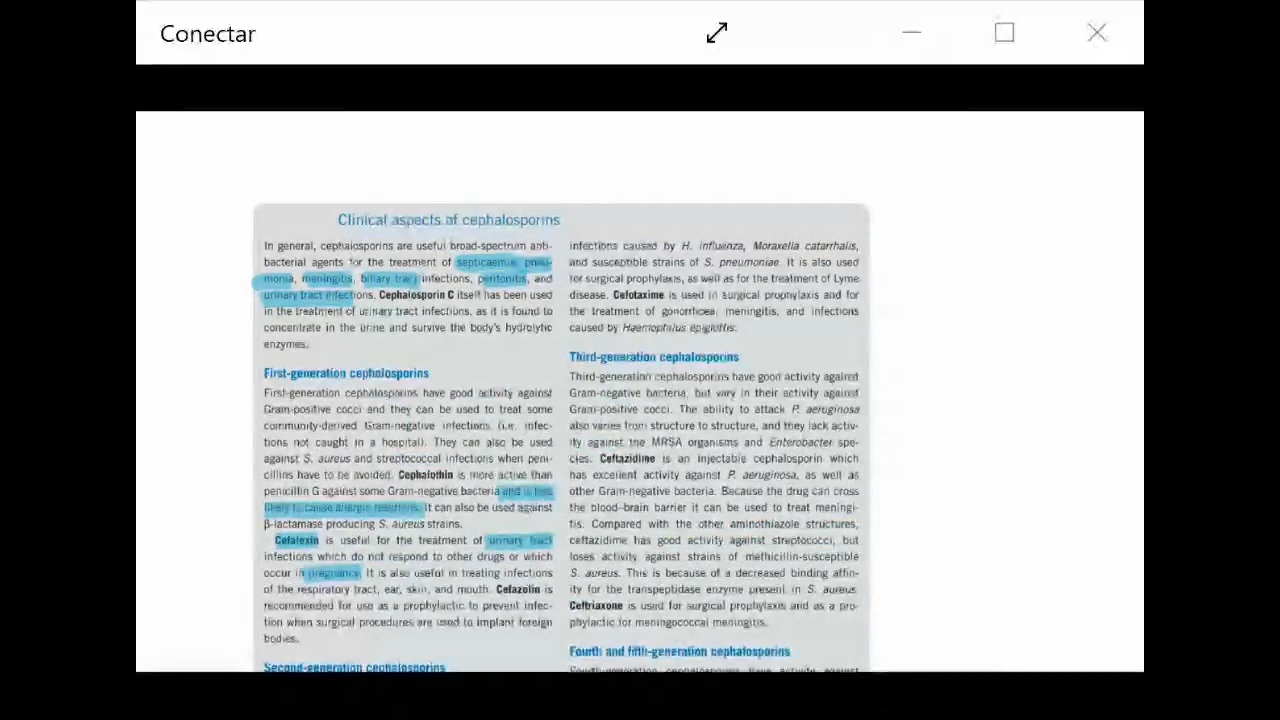 Conectar
Clinical aspects of cephalosporins
In general, cephalosporins are useful broad-spectrum anti-
bacterial agents for the treatment of septicaemia, pneu-
monia, meningitis, biliary tract infections, peritonitis, and
urinary tract infections. Cephalosporin C itself has been used
in the treatment of urinary tract infections, as it is found to
concentrate in the urine and survive the body's hydrolytic
enzymes.
First-generation cephalosporins
First-generation cephalosporins have good activity against
Gram-positive cocci and they can be used to treat some
community-derived Gram-negative infections (i.e. infec-
tions not caught in a hospital). They can also be used
against S. aureus and streptococcal infections when peni-
cillins have to be avoided. Cephalothin is more active than
penicillin G against some Gram-negative bacteria and is less
likely to cause allergic reactions. It can also be used against
β-lactamase producing S. aureus strains.
Cefalexin is useful for the treatment of urinary tract
infections which do not respond to other drugs or which
occur in pregnancy. It is also useful in treating infections
of the respiratory tract, ear, skin, and mouth. Cefazolin is
recommended for use as a prophylactic to prevent infec-
tion when surgical procedures are used to implant foreign
bodies.
Second-generation cephalosporins
infections caused by H. influenza, Moraxella catarrhalis,
and susceptible strains of S. pneumoniae. It is also used
for surgical prophylaxis, as well as for the treatment of Lyme
disease. Cefotaxime is used in surgical prophylaxis and for
the treatment of gonorrhoea, meningitis, and infections
caused by Haemophilus epiglottis.
Third-generation cephalosporins
Third-generation cephalosporins have good activity against
Gram-negative bacteria, but vary in their activity against
Gram-positive cocci. The ability to attack P. aeruginosa
also varies from structure to structure, and they lack activ-
ity against the MRSA organisms and Enterobacter spe-
cies. Ceftazidime is an injectable cephalosporin which
has excellent activity against P. aeruginosa, as well as
other Gram-negative bacteria. Because the drug can cross
the blood–brain barrier it can be used to treat meningi-
tis. Compared with the other aminothiazole structures,
ceftazidime has good activity against streptococci, but
loses activity against strains of methicillin-susceptible
S. aureus. This is because of a decreased binding affin-
ity for the transpeptidase enzyme present in S. aureus.
Ceftriaxone is used for surgical prophylaxis and as a pro-
phylactic for meningococcal meningitis.
Fourth and fifth-generation cephalosporins
Fourth-generation cephalosporins have activity against